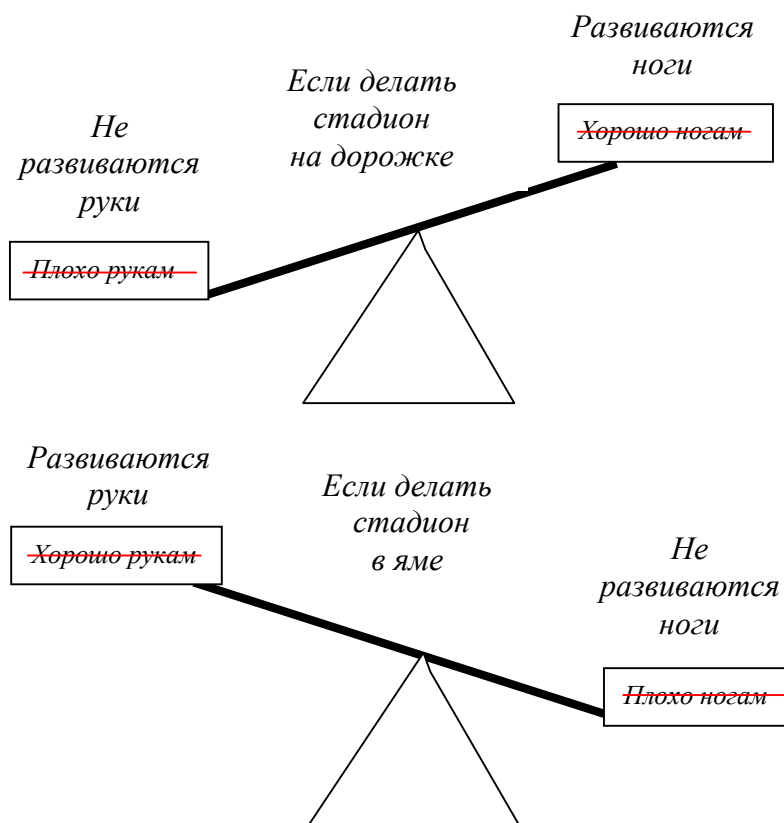 Развиваются
ноги
Если делать
стадион
на дорожке
Хорошо ногам
Не
развиваются
руки
Плохо рукам
Развиваются
руки
Если делать
стадион
в яме
Хорошо рукам
Не
развиваются
ноги
Плохо ногам